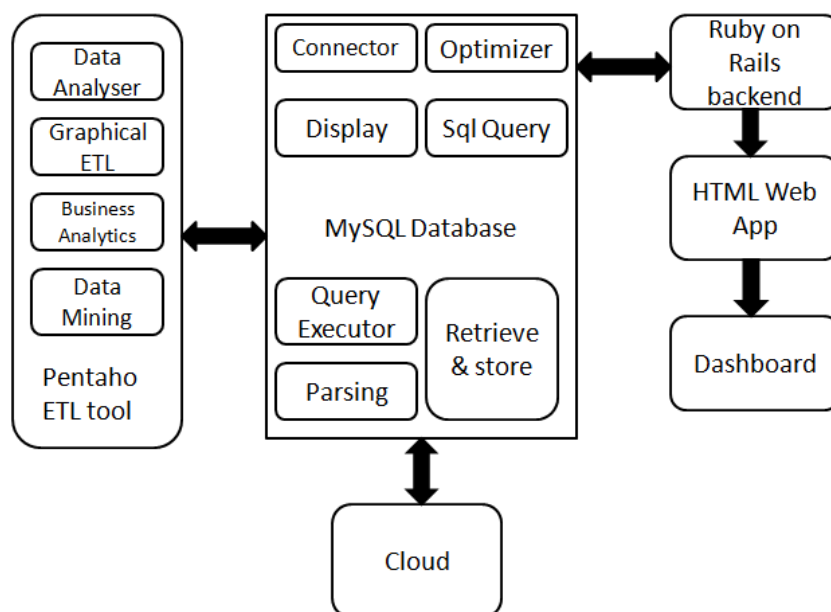 Data
Analyser
Graphical
ETL
Business
Analytics
Data
Mining
Pentaho
ETL tool
Connector
Optimizer
Display
Sql Query
MySQL Database
Query
Executor
Retrieve
& store
Parsing
Cloud
Ruby on
Rails
backend
HTML Web
App
Dashboard